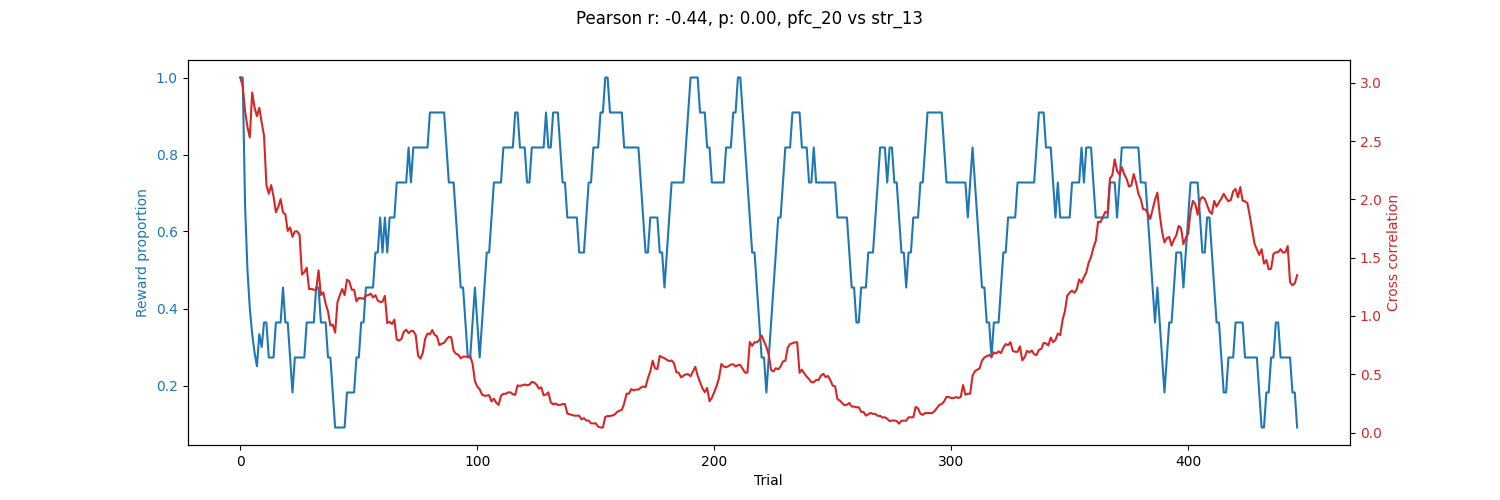 Pearson r: -0.44, p: 0.00, pfc_20 vs str_13
1.0
0.8
0.6
0.4
0.2
Reward proportion
3.0
2.5
2.0
1.5
1.0
0.5
0.0
Cross correlation
0 100 200 300 400
Trial